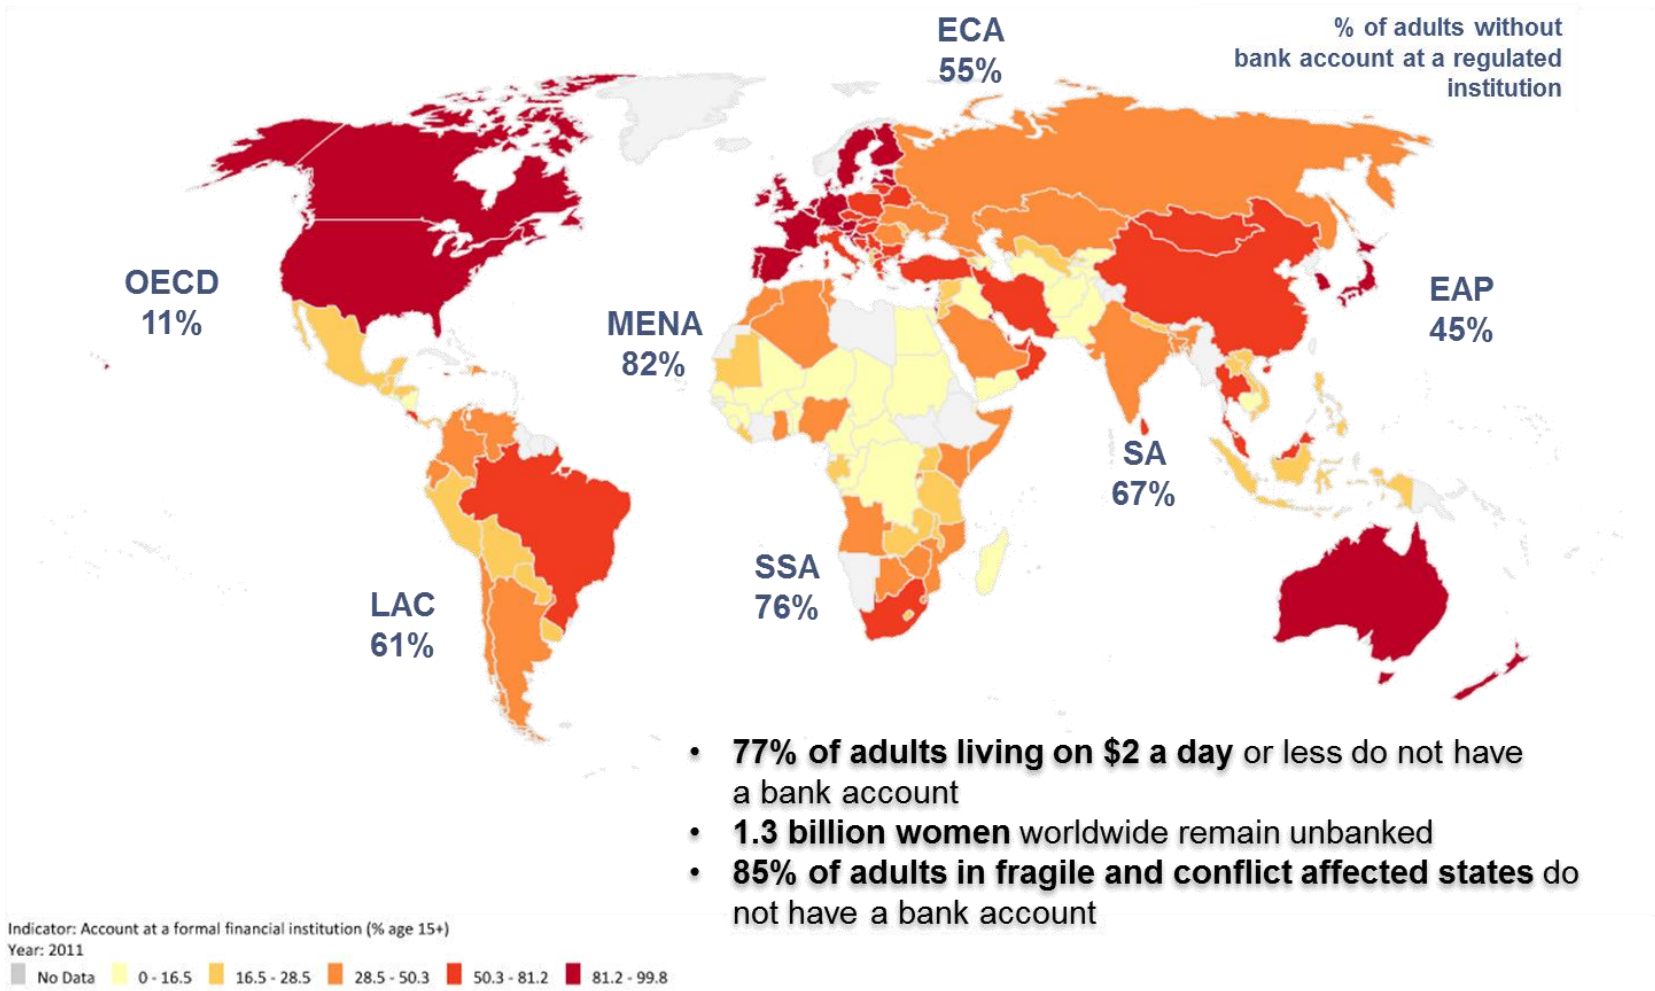 ECA
55%
% of adults without
bank account at a regulated
institution
OECD
11%
MENA
82%
EAP
45%
SA
67%
SSA
76%
LAC
61%
• 77% of adults living on $2 a day or less do not have
a bank account
• 1.3 billion women worldwide remain unbanked
• 85% of adults in fragile and conflict affected states do
not have a bank account
Indicator: Account at a formal financial institution (% age 15+)
Year: 2011
No Data 0 - 16.5 16.5 - 28.5 28.5 - 50.3 50.3 - 81.2 81.2 - 99.8